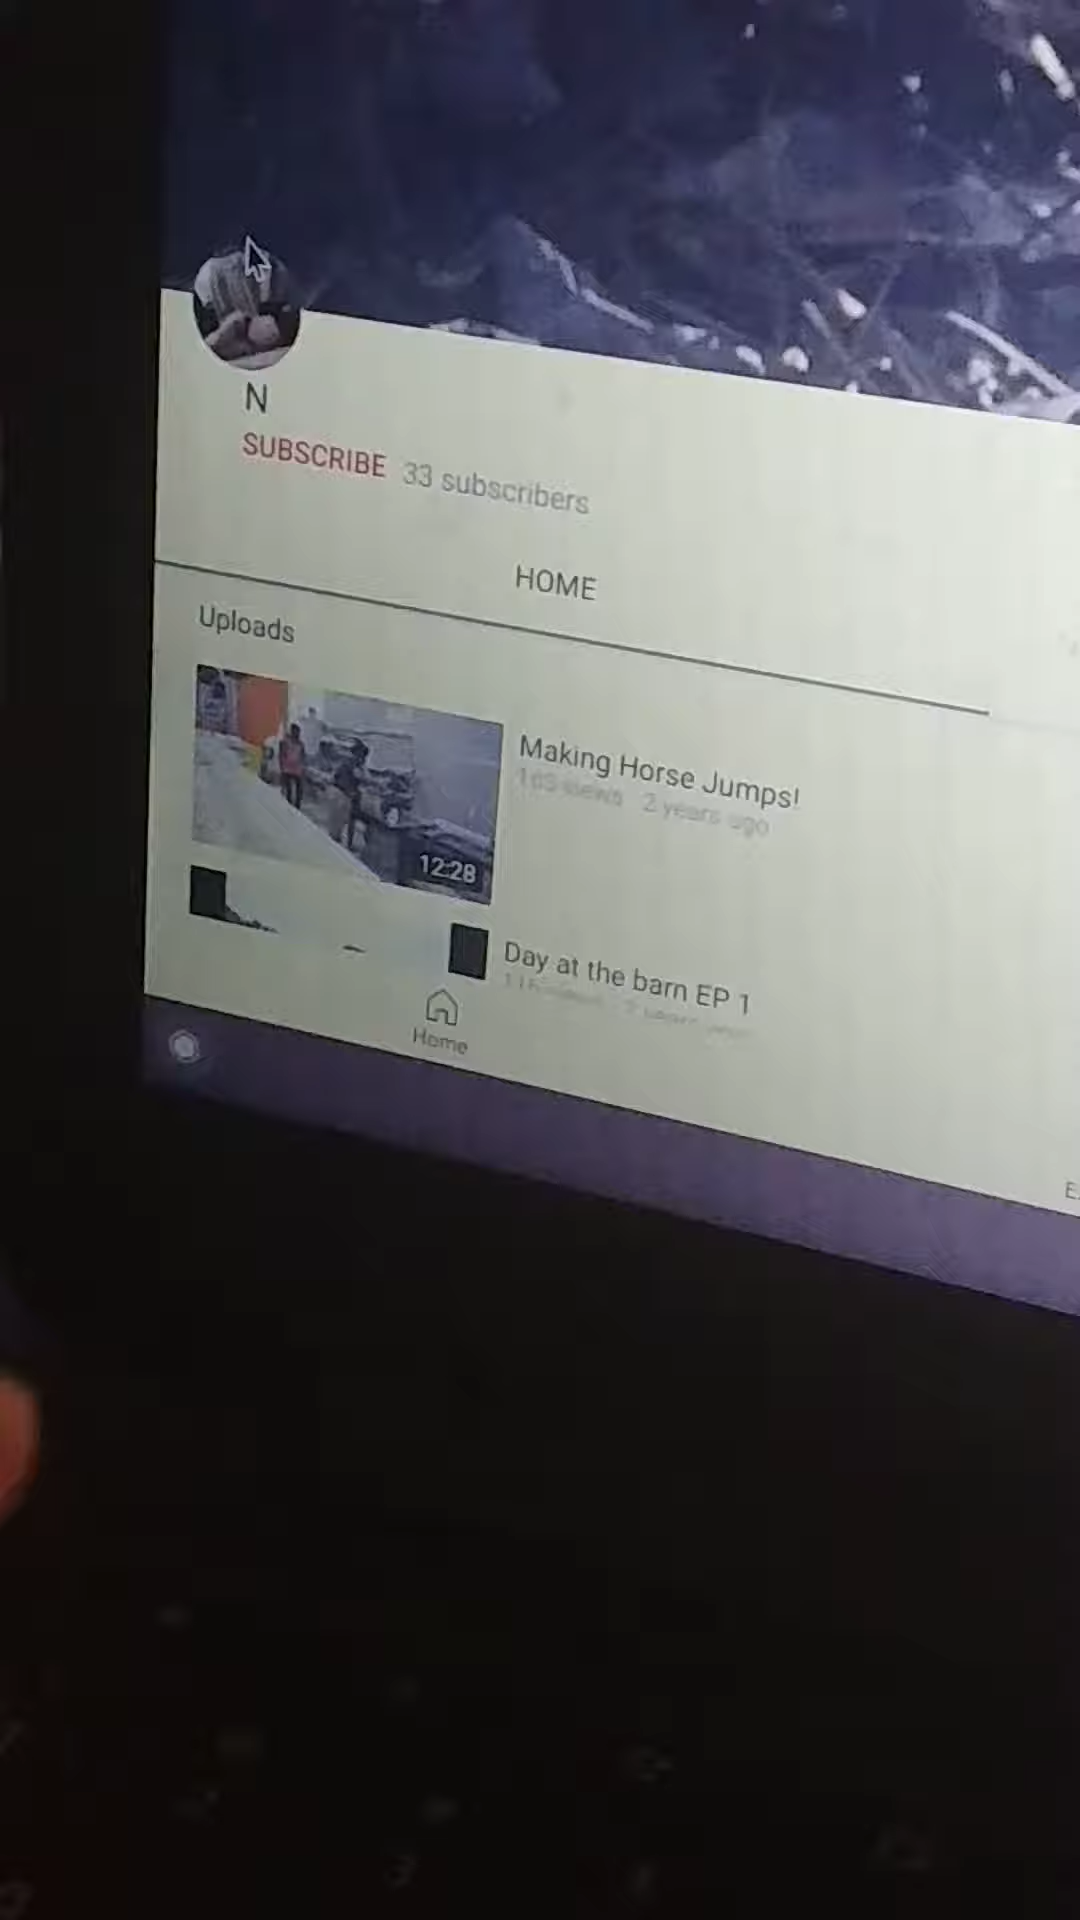 N
SUBSCRIBE 33 subscribers
HOME
Uploads
12:28
Making Horse Jumps!
views 2 years ago
Day at the barn EP 1
Home